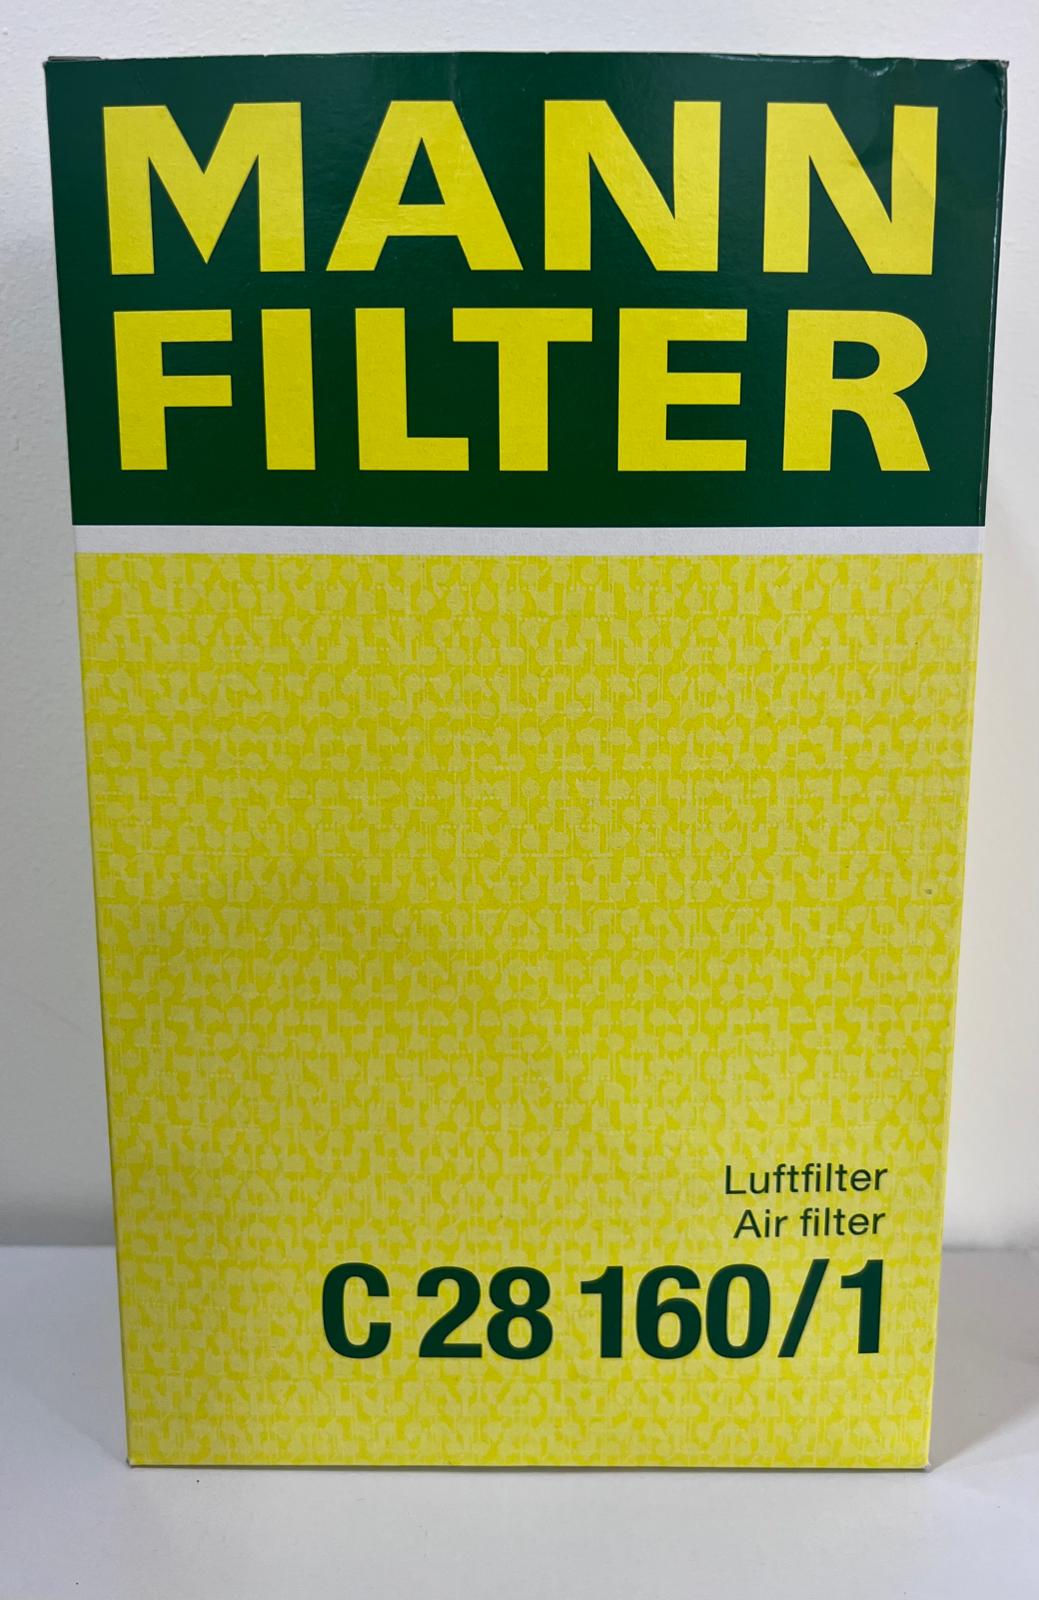 MANN
FILTER
Luftfilter
Air filter
C 28 160/1